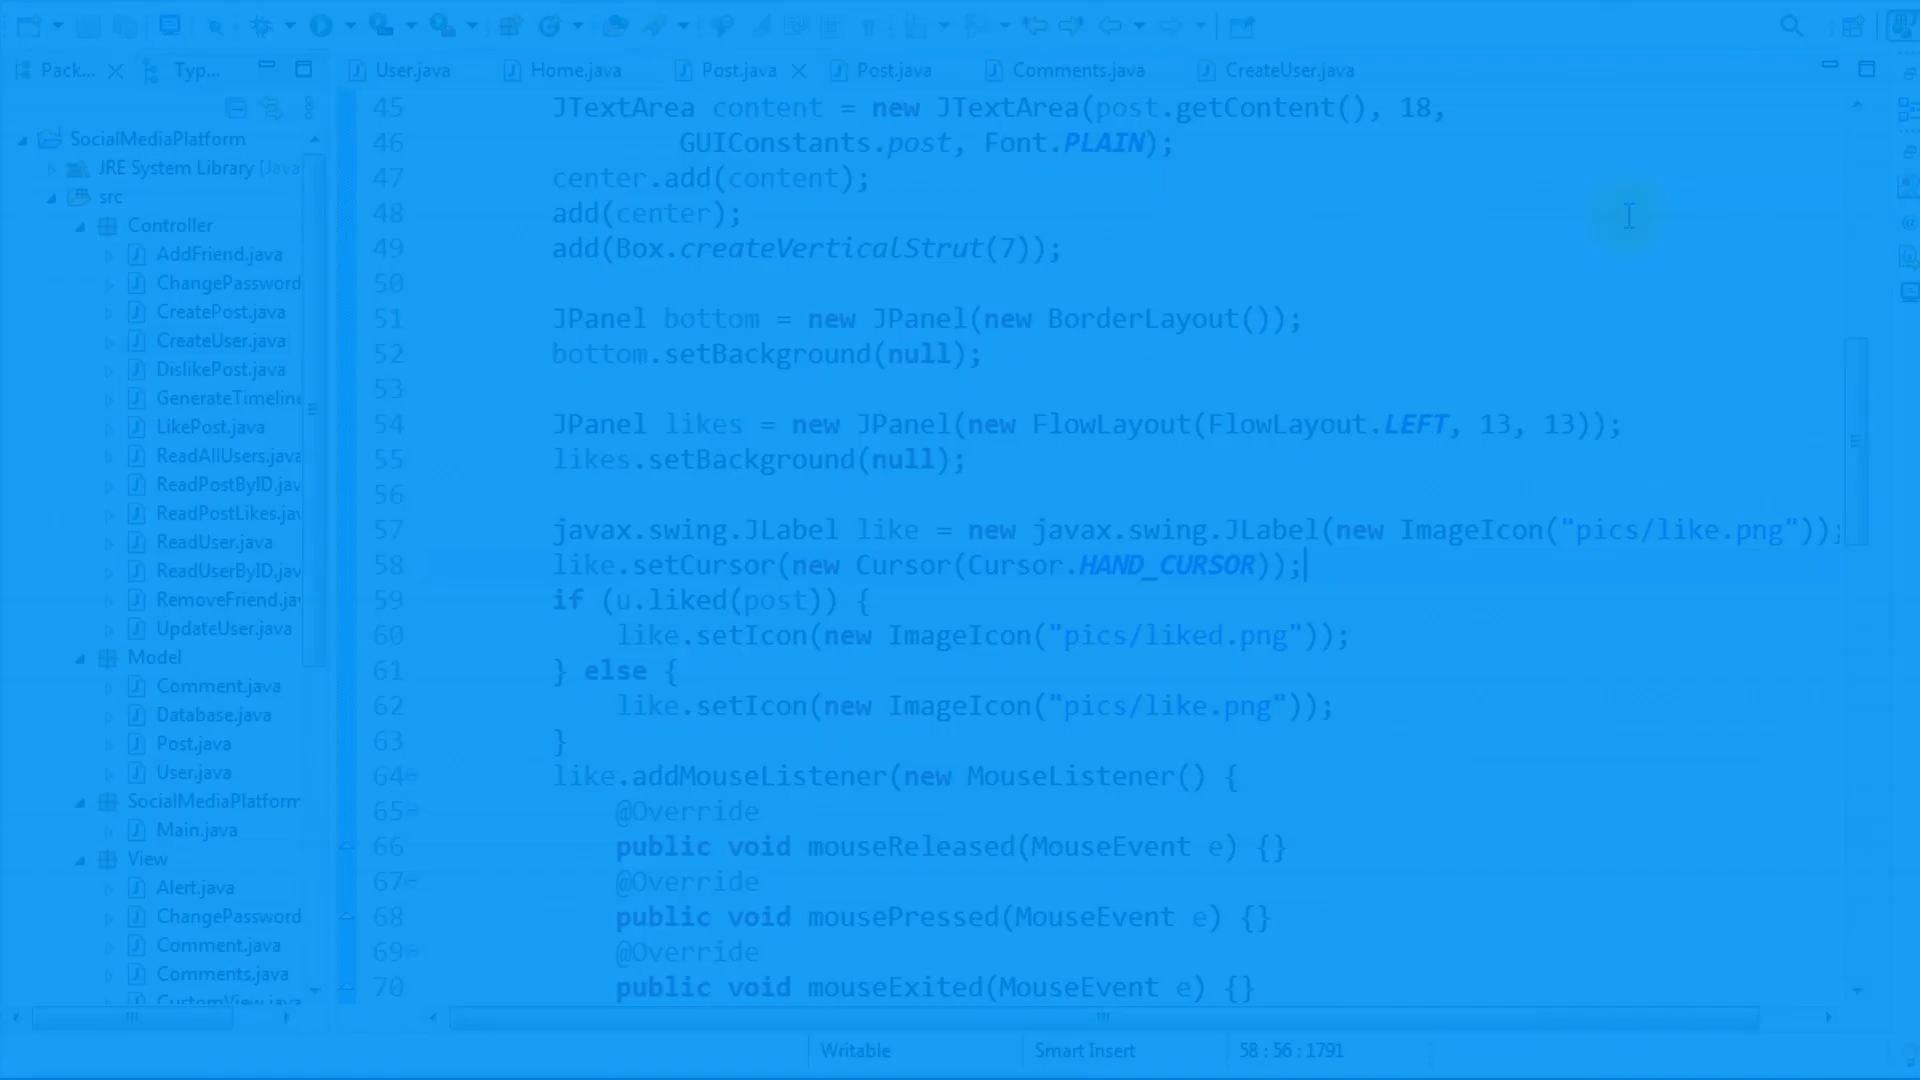 Pack...
Typ...
User.java
Home.java
Post.java
Post.java
Comments.java
CreateUser.java
SocialMediaPlatform
JRE System Library [Java
src
Controller
AddFriend.java
ChangePassword
CreatePost.java
CreateUser.java
DislikePost.java
GenerateTimeline
LikePost.java
ReadAllUsers.java
ReadPostByID.jav
ReadPostLikes.jav
ReadUser.java
ReadUserByID.jav
RemoveFriend.jav
UpdateUser.java
Model
Comment.java
Database.java
Post.java
User.java
SocialMediaPlatform
Main.java
View
Alert.java
ChangePassword
Comment.java
Comments.java
CustomView.java
45 JTextArea content = new JTextArea(post.getContent(), 18,
46 GUIConstants.post, Font.PLAIN);
47 center.add(content);
48 add(center);
49 add(Box.createVerticalStrut(7));
50
51 JPanel bottom = new JPanel(new BorderLayout());
52 bottom.setBackground(null);
53
54 JPanel likes = new JPanel(new FlowLayout(FlowLayout.LEFT, 13, 13));
55 likes.setBackground(null);
56
57 javax.swing.JLabel like = new javax.swing.JLabel(new ImageIcon("pics/like.png"));
58 like.setCursor(new Cursor(Cursor.HAND_CURSOR));
59 if (u.liked(post)) {
60 like.setIcon(new ImageIcon("pics/liked.png"));
61 } else {
62 like.setIcon(new ImageIcon("pics/like.png"));
63 }
64 like.addMouseListener(new MouseListener() {
65 @Override
66 public void mouseReleased(MouseEvent e) {}
67 @Override
68 public void mousePressed(MouseEvent e) {}
69 @Override
70 public void mouseExited(MouseEvent e) {}
Writable
Smart Insert
58 : 56 : 1791